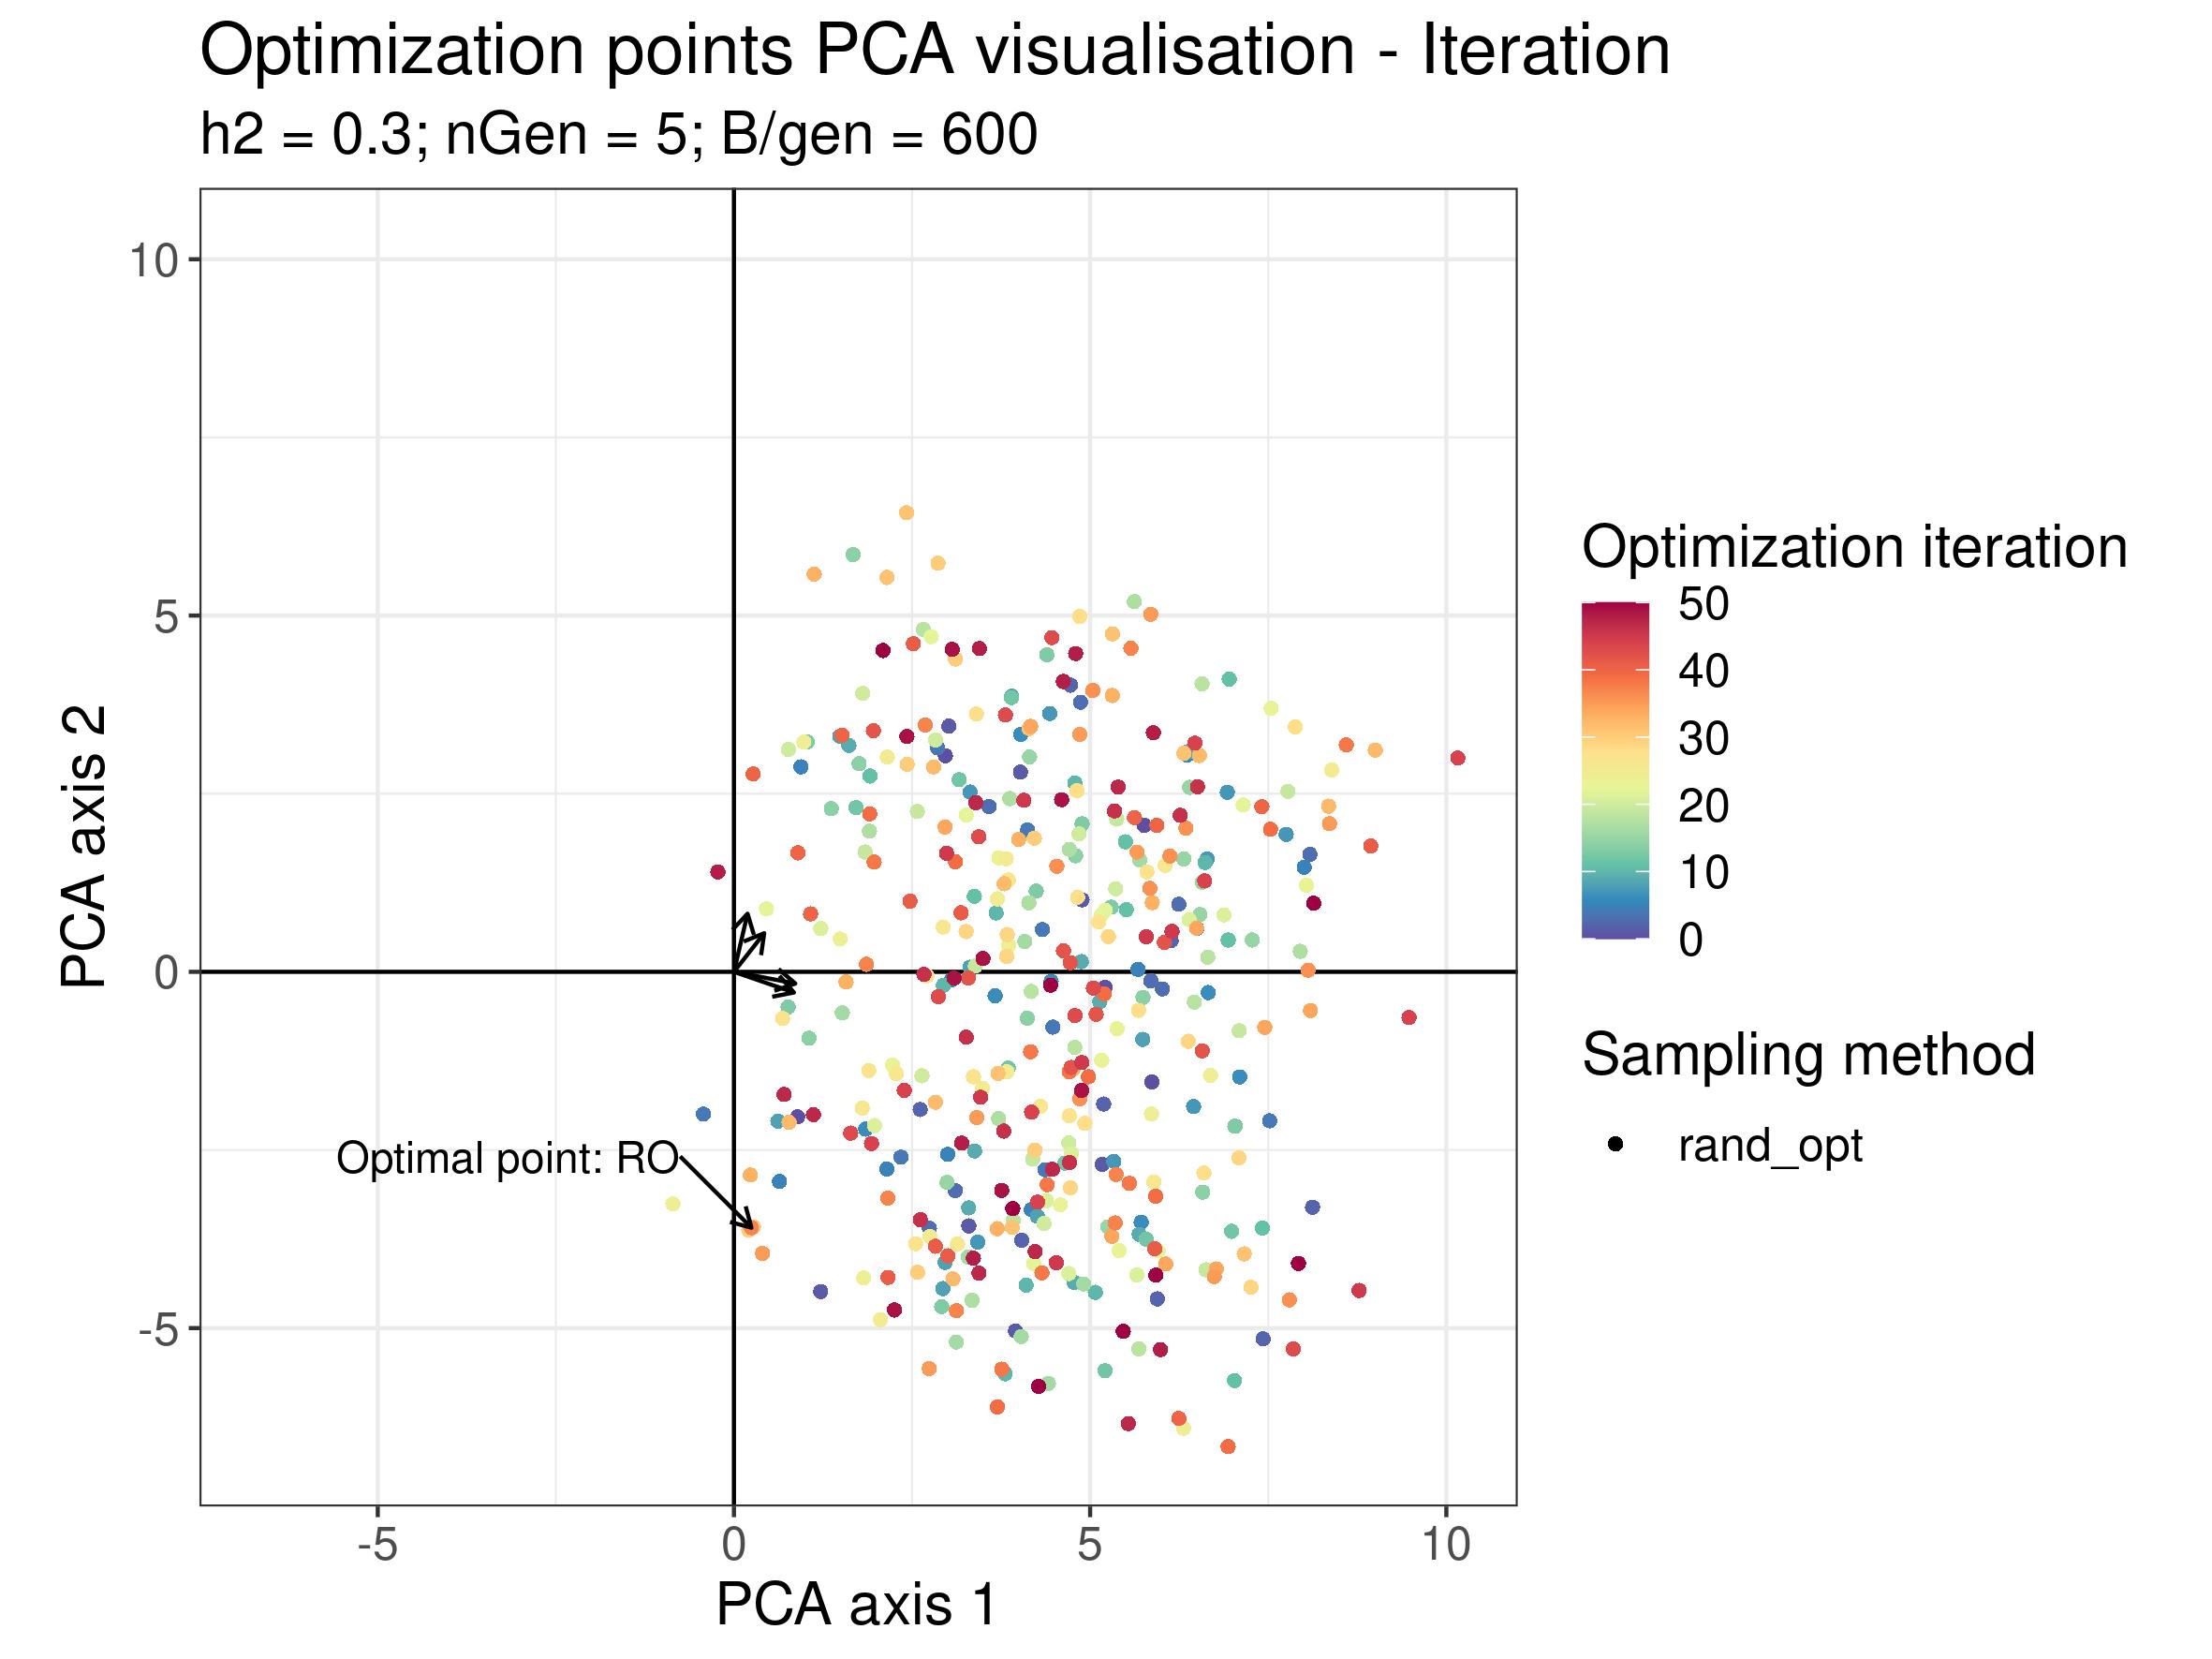 Optimization points PCA visualisation - Iteration
h2 = 0.3; nGen = 5; B/gen = 600
10
5
0
-5
PCA axis 2
Optimal point: RO
-5
0
5
10
PCA axis 1
Optimization iteration
50
40
30
20
10
0
Sampling method
rand_opt